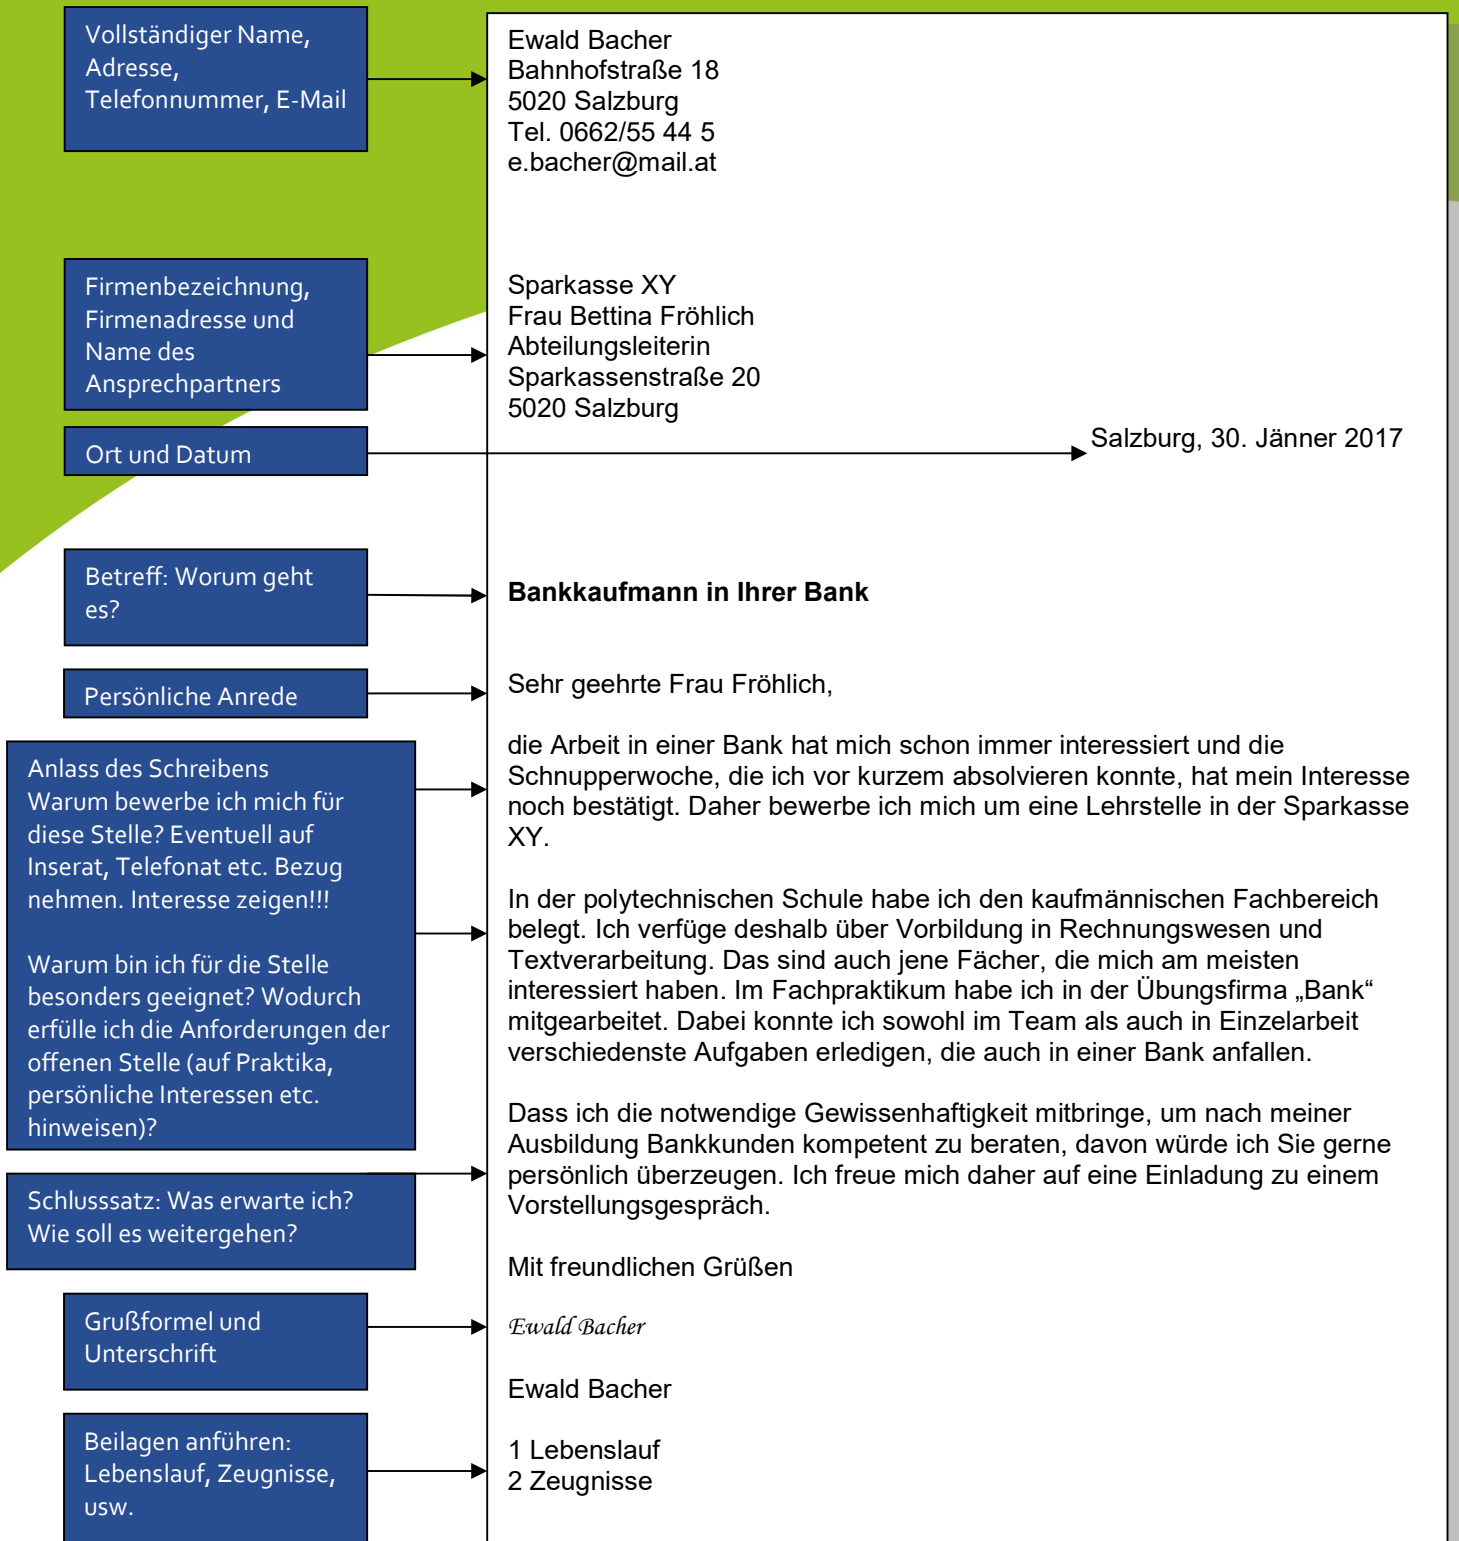 Vollständiger Name,
Adresse,
Telefonnummer, E-Mail
Ewald Bacher
Bahnhofstraße 18
5020 Salzburg
Tel. 0662/55 44 5
e.bacher@mail.at
Firmenbezeichnung,
Firmenadresse und
Name des
Ansprechpartners
Sparkasse XY
Frau Bettina Fröhlich
Abteilungsleiterin
Sparkassenstraße 20
5020 Salzburg
Ort und Datum
Salzburg, 30. Jänner 2017
Betreff: Worum geht
es?
Bankkaufmann in Ihrer Bank
Persönliche Anrede
Sehr geehrte Frau Fröhlich,
Anlass des Schreibens
Warum bewerbe ich mich für
diese Stelle? Eventuell auf
Inserat, Telefonat etc. Bezug
nehmen. Interesse zeigen!!!
Warum bin ich für die Stelle
besonders geeignet? Wodurch
erfülle ich die Anforderungen der
offenen Stelle (auf Praktika,
persönliche Interessen etc.
hinweisen)?
die Arbeit in einer Bank hat mich schon immer interessiert und die
Schnupperwoche, die ich vor kurzem absolvieren konnte, hat mein Interesse
noch bestätigt. Daher bewerbe ich mich um eine Lehrstelle in der Sparkasse
XY.
In der polytechnischen Schule habe ich den kaufmännischen Fachbereich
belegt. Ich verfüge deshalb über Vorbildung in Rechnungswesen und
Textverarbeitung. Das sind auch jene Fächer, die mich am meisten
interessiert haben. Im Fachpraktikum habe ich in der Übungsfirma „Bank“
mitgearbeitet. Dabei konnte ich sowohl im Team als auch in Einzelarbeit
verschiedenste Aufgaben erledigen, die auch in einer Bank anfallen.
Schlusssatz: Was erwarte ich?
Wie soll es weitergehen?
Dass ich die notwendige Gewissenhaftigkeit mitbringe, um nach meiner
Ausbildung Bankkunden kompetent zu beraten, davon würde ich Sie gerne
persönlich überzeugen. Ich freue mich daher auf eine Einladung zu einem
Vorstellungsgespräch.
Grußformel und
Unterschrift
Mit freundlichen Grüßen
Ewald Bacher
Ewald Bacher
Beilagen anführen:
Lebenslauf, Zeugnisse,
usw.
1 Lebenslauf
2 Zeugnisse